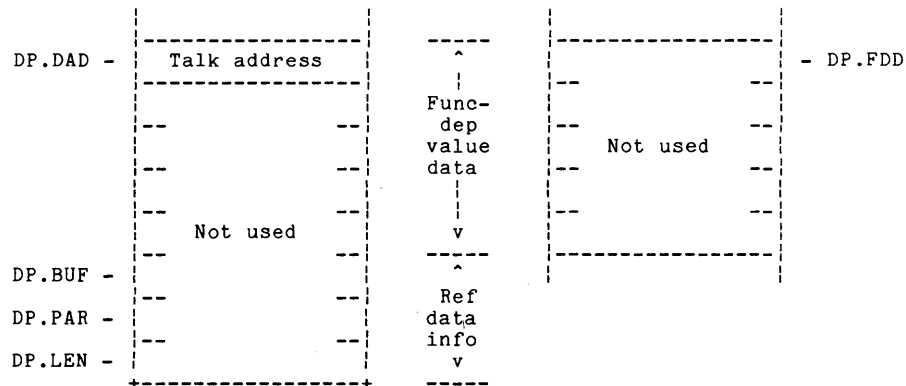 DP.DAD - Talk address - DP.FDD
Func-
dep
value Not used
data
Not used
DP.BUF -
Ref
DP.PAR - data
info
DP.LEN -